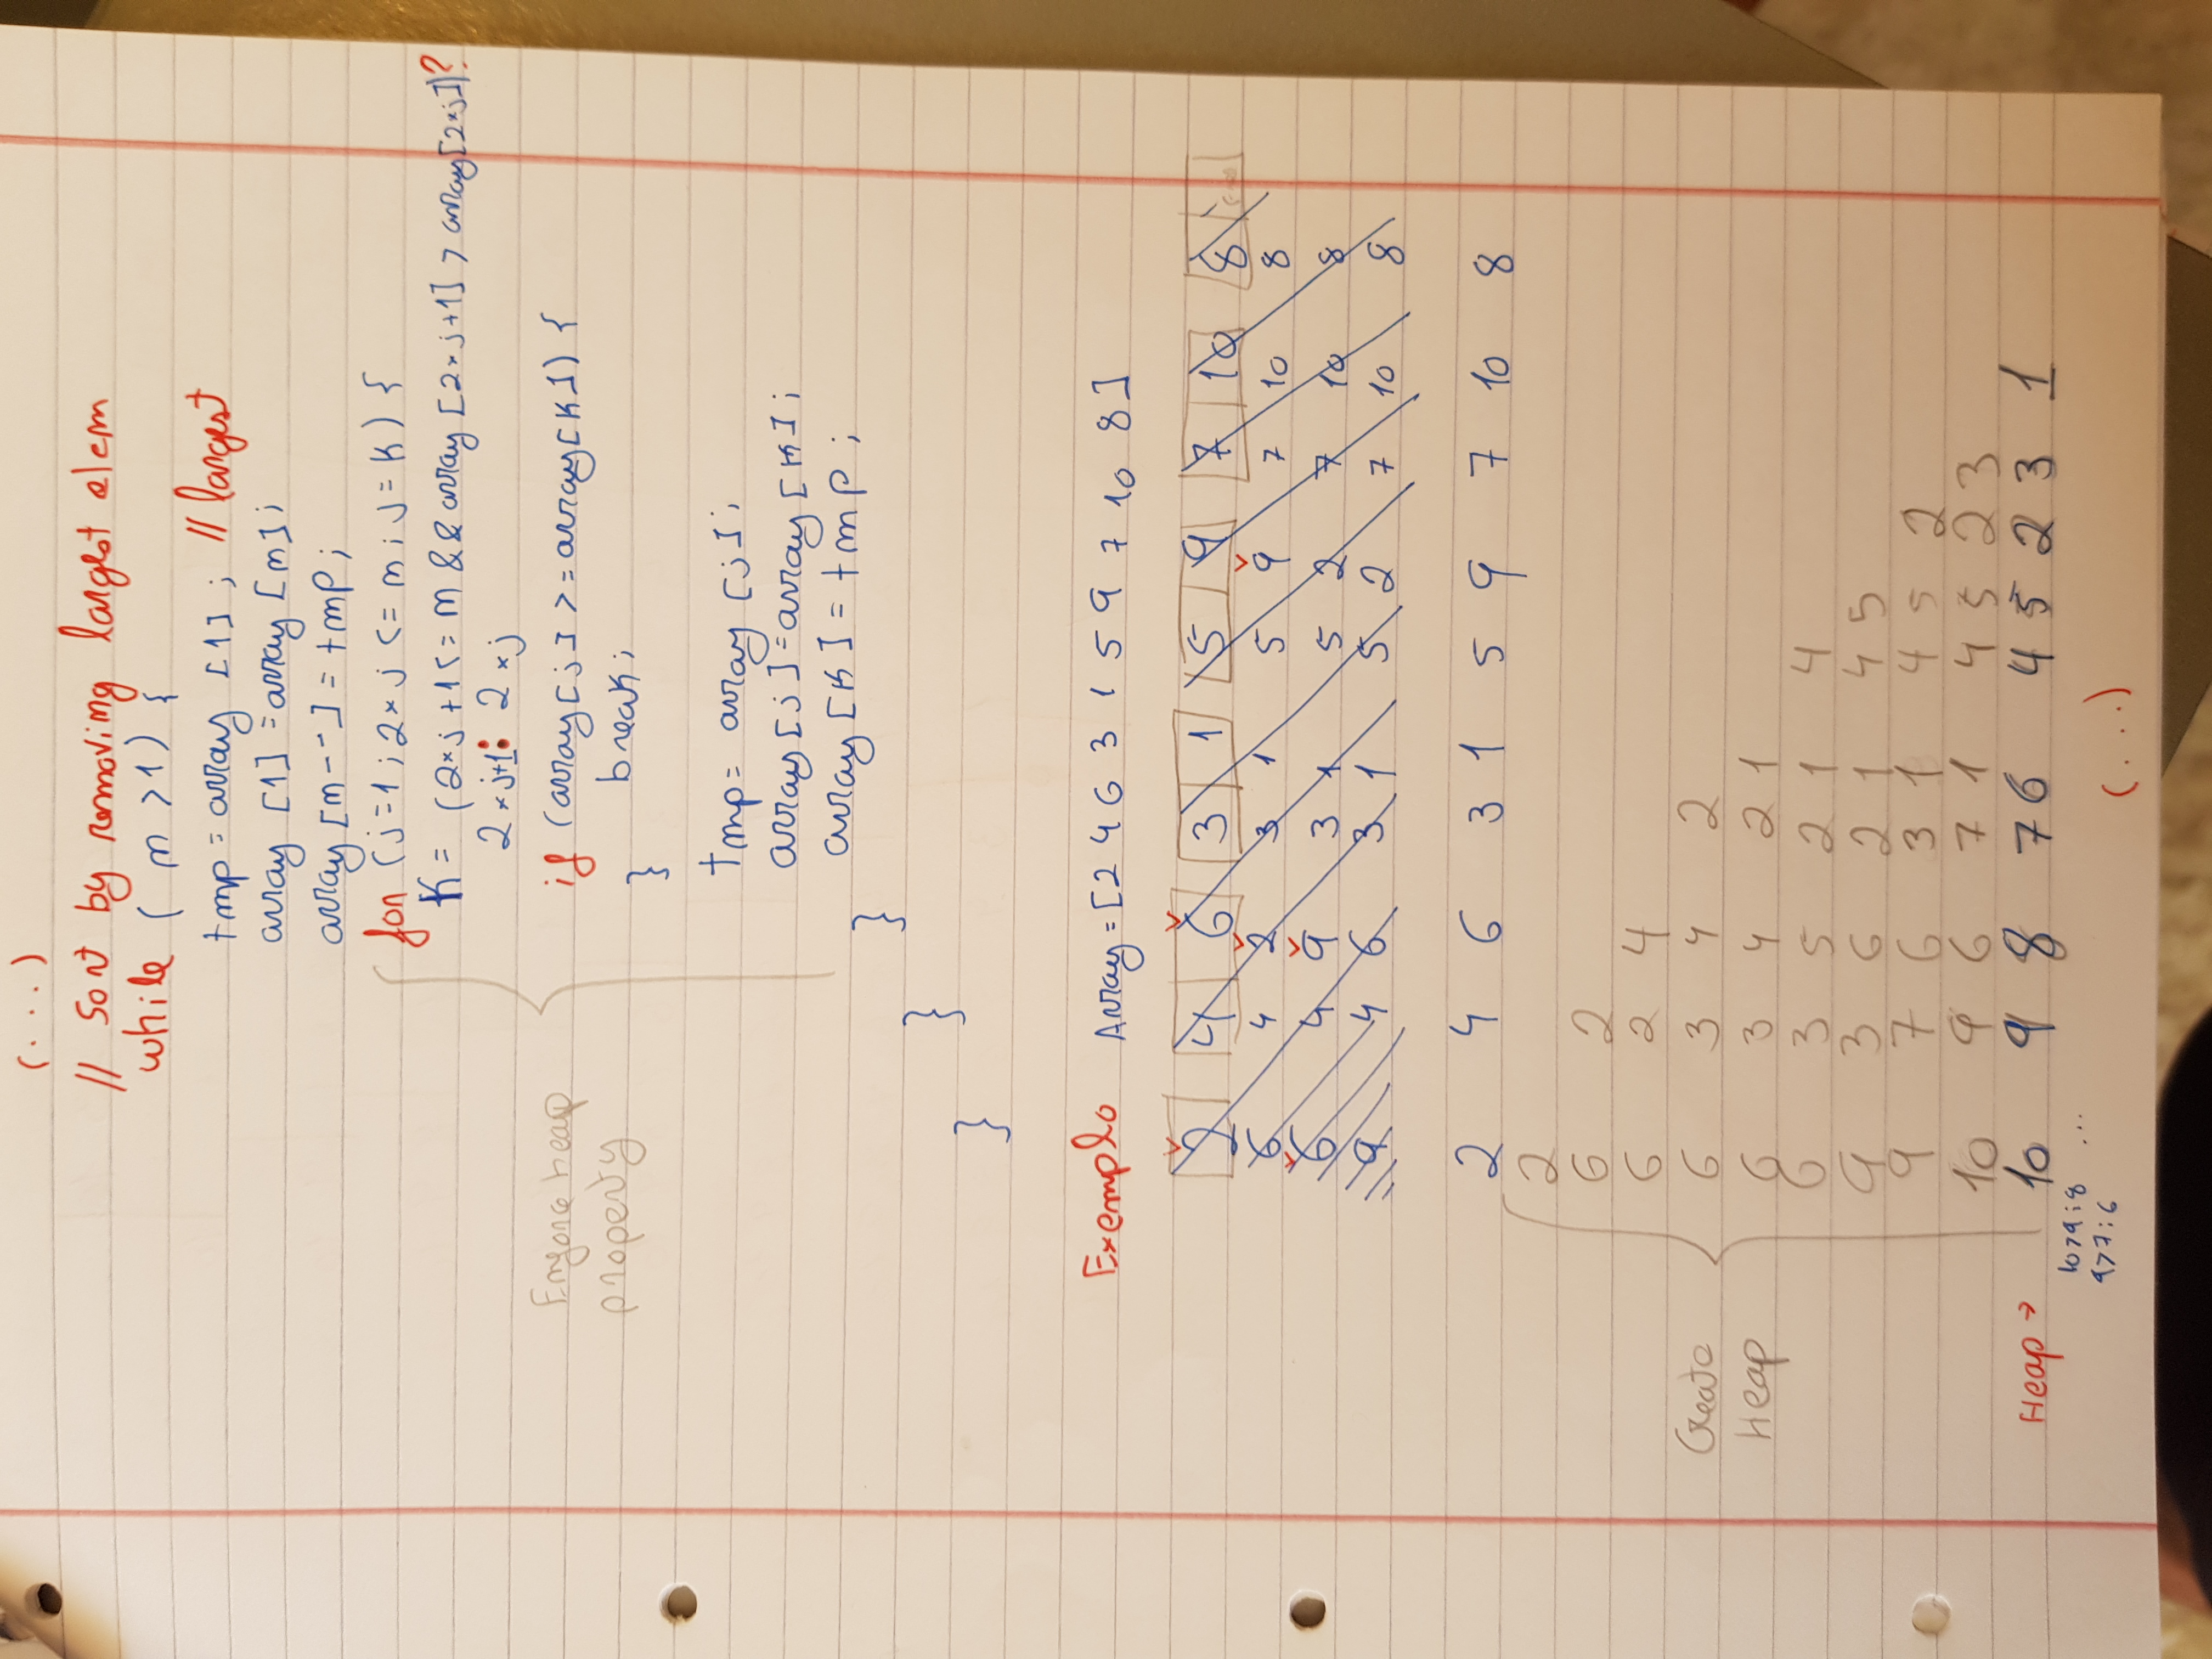 (...)
// Sort by removing largest elem
while ( m > 1 ) {
tmp = array [1] ; // largest
array [1] = array [m] ;
array [m--] = tmp ;
for (j=1 ; 2*j <= m ; j=K) {
K = (2*j+1 <= m && array [2*j+1] > array[2*j]) ?
2*j+1 : 2*j
Enforce heap
property
if (array[j] >= array[K]) {
break ;
}
tmp = array [j] ;
array[j] = array[K] ;
array[K] = tmp ;
}
}
}
Exemplo Array = [2 4 6 3 1 5 9 7 10 8]
2 4 6 3 1 5 9 7 10 8
6 4 2 3 1 5 9 7 10 8
6 4 9 3 1 5 2 7 10 8
9 4 6 3 1 5 2 7 10 8
2 4 6 3 1 5 9 7 10 8
2
6 2
6 2 4
Create
Heap
6 3 4 2
6 3 4 2 1
6 3 5 2 1 4
9 3 6 2 1 4 5
9 7 6 3 1 4 5 2
10 9 6 7 1 4 5 2 3
Heap → 10 9 8 7 6 4 5 2 3 1
10>9;8 ...
9>7;6
(...)